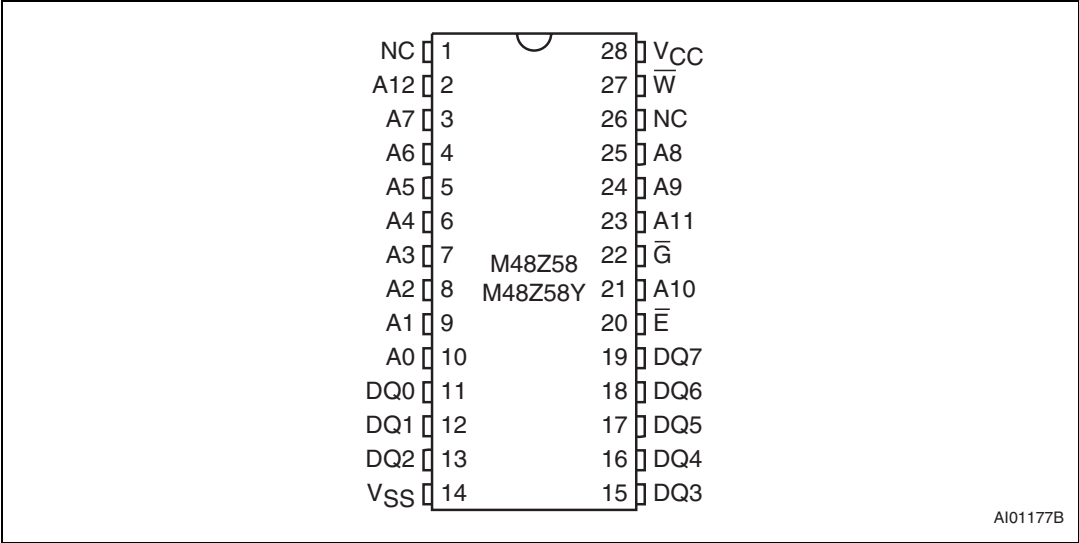 NC 1 28 VCC
A12 2 27 W̅
A7 3 26 NC
A6 4 25 A8
A5 5 24 A9
A4 6 23 A11
A3 7 22 G̅
M48Z58
A2 8 21 A10
M48Z58Y
A1 9 20 E̅
A0 10 19 DQ7
DQ0 11 18 DQ6
DQ1 12 17 DQ5
DQ2 13 16 DQ4
VSS 14 15 DQ3
AI01177B